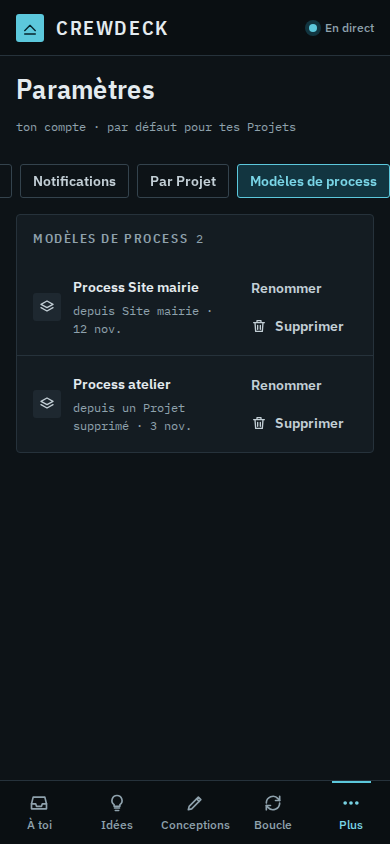 CREWDECK
En direct
Paramètres
ton compte · par défaut pour tes Projets
Notifications
Par Projet
Modèles de process
MODÈLES DE PROCESS 2
Process Site mairie
depuis Site mairie ·
12 nov.
Renommer
Supprimer
Process atelier
depuis un Projet
supprimé · 3 nov.
Renommer
Supprimer
À toi
Idées
Conceptions
Boucle
Plus